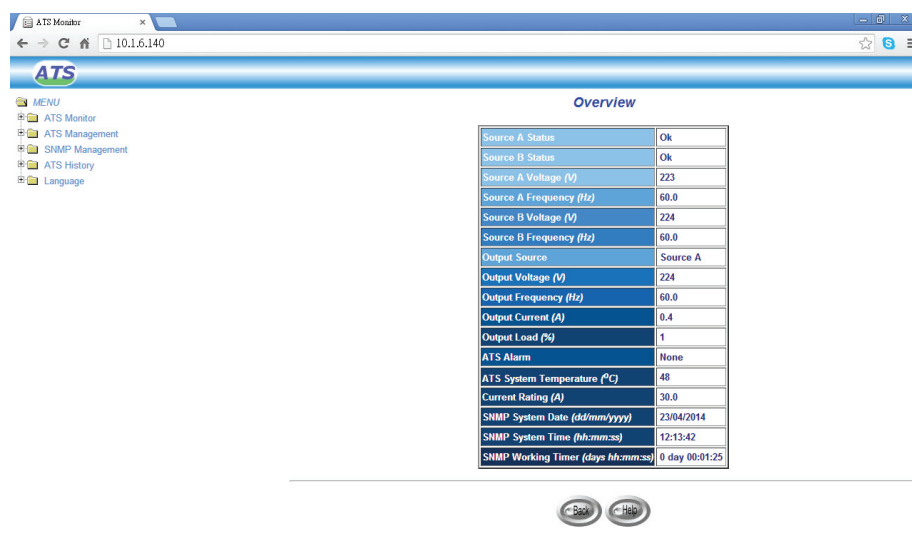 ATS Monitor
10.1.6.140
ATS
MENU
ATS Monitor
ATS Management
SNMP Management
ATS History
Language
Overview
Source A Status Ok
Source B Status Ok
Source A Voltage (V) 223
Source A Frequency (Hz) 60.0
Source B Voltage (V) 224
Source B Frequency (Hz) 60.0
Output Source Source A
Output Voltage (V) 224
Output Frequency (Hz) 60.0
Output Current (A) 0.4
Output Load (%) 1
ATS Alarm None
ATS System Temperature (ºC) 48
Current Rating (A) 30.0
SNMP System Date (dd/mm/yyyy) 23/04/2014
SNMP System Time (hh:mm:ss) 12:13:42
SNMP Working Timer (days hh:mm:ss) 0 day 00:01:25
Back Help